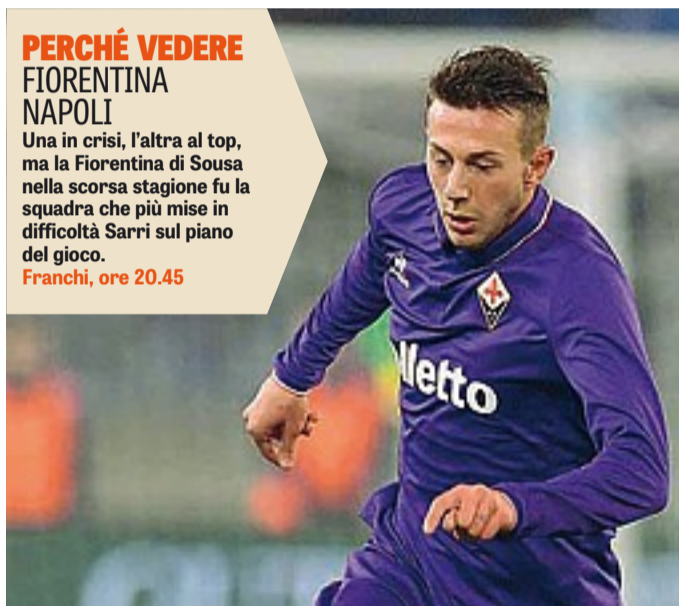 PERCHÉ VEDERE
FIORENTINA
NAPOLI
Una in crisi, l'altra al top,
ma la Fiorentina di Sousa
nella scorsa stagione fu la
squadra che più mise in
difficoltà Sarri sul piano
del gioco.
Franchi, ore 20.45
lletto